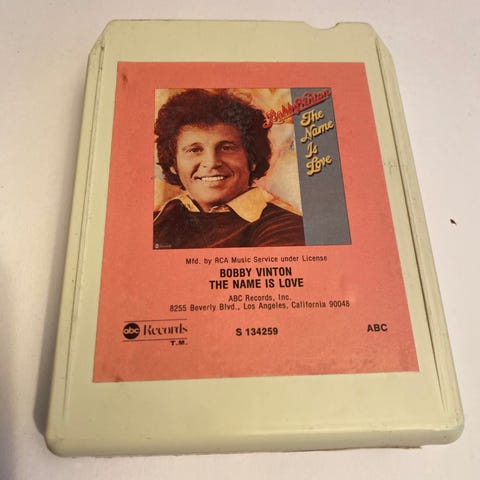 Bobby Vinton
The
Name
Is
Love
Mfd. by RCA Music Service under License
BOBBY VINTON
THE NAME IS LOVE
ABC Records, Inc.
8255 Beverly Blvd., Los Angeles, California 90048
abc Records
T.M.
S 134259
ABC